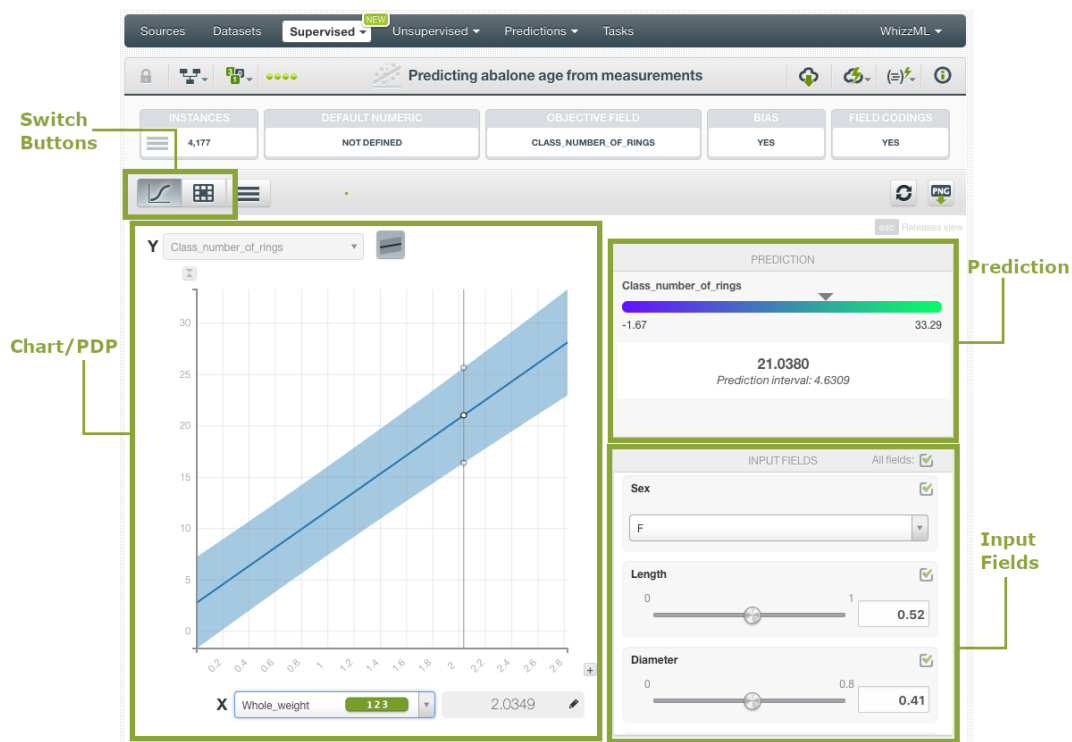 NEW
Sources Datasets Supervised Unsupervised Predictions Tasks WhizzML
Predicting abalone age from measurements
Switch
Buttons
INSTANCES DEFAULT NUMERIC OBJECTIVE FIELD BIAS FIELD CODINGS
4,177 NOT DEFINED CLASS_NUMBER_OF_RINGS YES YES
PNG
esc Releases view
Y Class_number_of_rings
PREDICTION
Prediction
Class_number_of_rings
-1.67 33.29
Chart/PDP
21.0380
Prediction interval: 4.6309
30
25
20
15
10
5
0
0.2 0.4 0.6 0.8 1 1.2 1.4 1.6 1.8 2 2.2 2.4 2.6 2.8
+
X Whole_weight 123 2.0349
INPUT FIELDS All fields:
Sex
F
Input
Fields
Length
0 1
0.52
Diameter
0 0.8
0.41